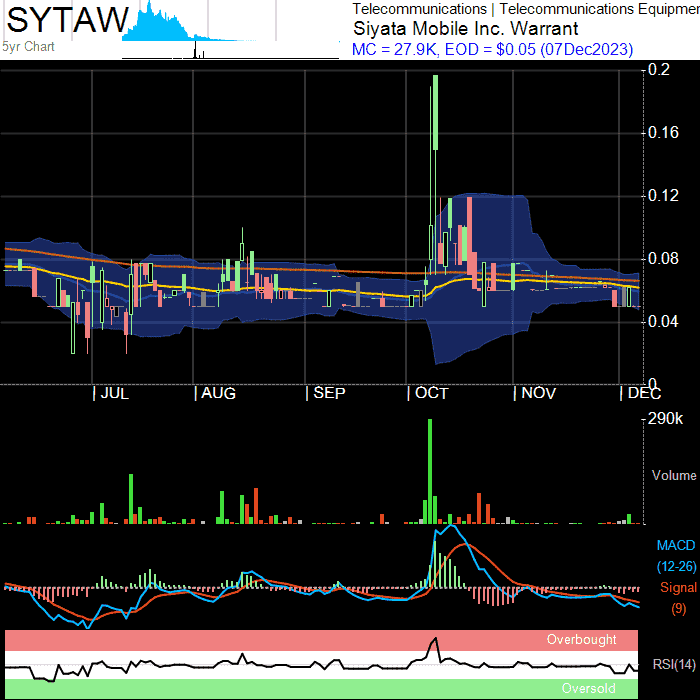 SYTAW
5yr Chart
Telecommunications | Telecommunications Equipmen
Siyata Mobile Inc. Warrant
MC = 27.9K, EOD = $0.05 (07Dec2023)
0.2
0.16
0.12
0.08
0.04
0
JUL AUG SEP OCT NOV DEC
290k
Volume
MACD
(12-26)
Signal
(9)
Overbought
RSI(14)
Oversold